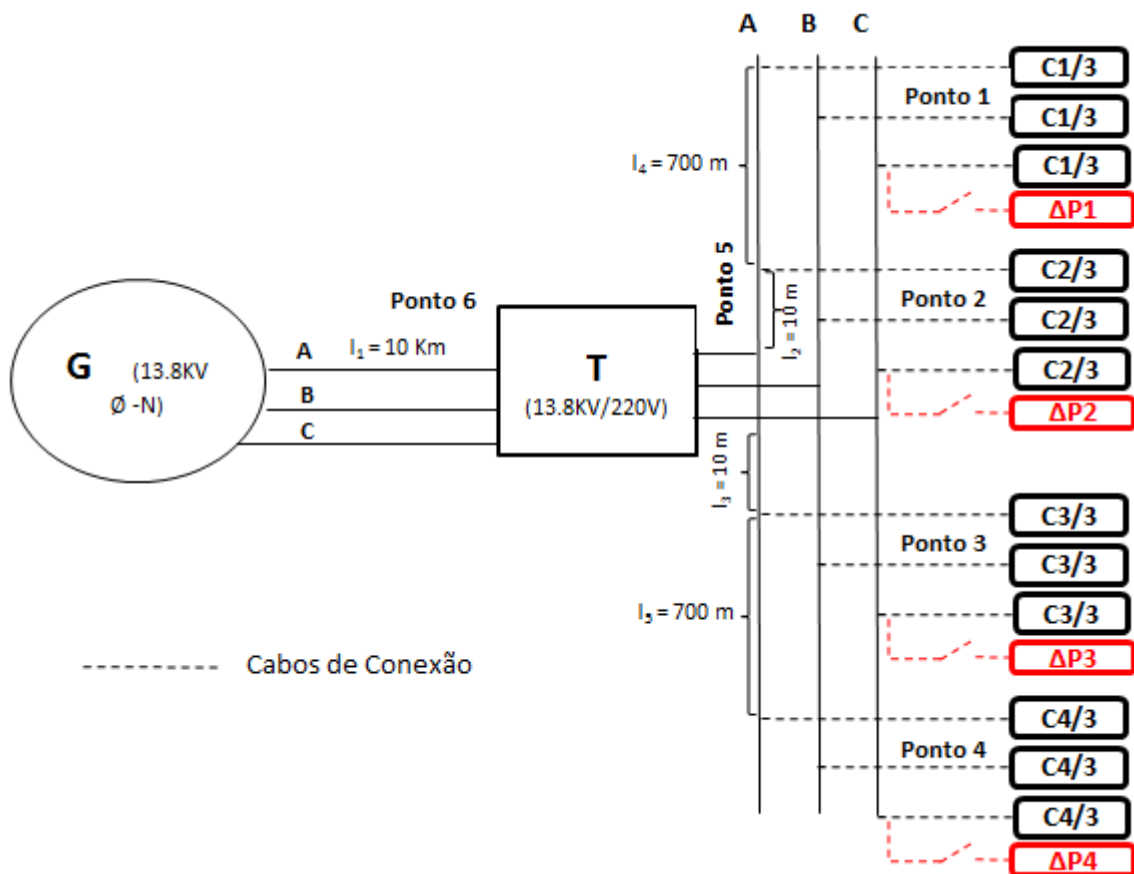 A B C
C1/3
Ponto 1
C1/3
l₄ = 700 m
C1/3
ΔP1
Ponto 5
C2/3
Ponto 6
Ponto 2
C2/3
l₂ = 10 m
A
l₁ = 10 Km
G (13.8KV
Ø -N)
T
(13.8KV/220V)
C2/3
B
ΔP2
C
l₃ = 10 m
C3/3
Ponto 3
C3/3
l₅ = 700 m
C3/3
ΔP3
Cabos de Conexão
C4/3
Ponto 4
C4/3
C4/3
ΔP4